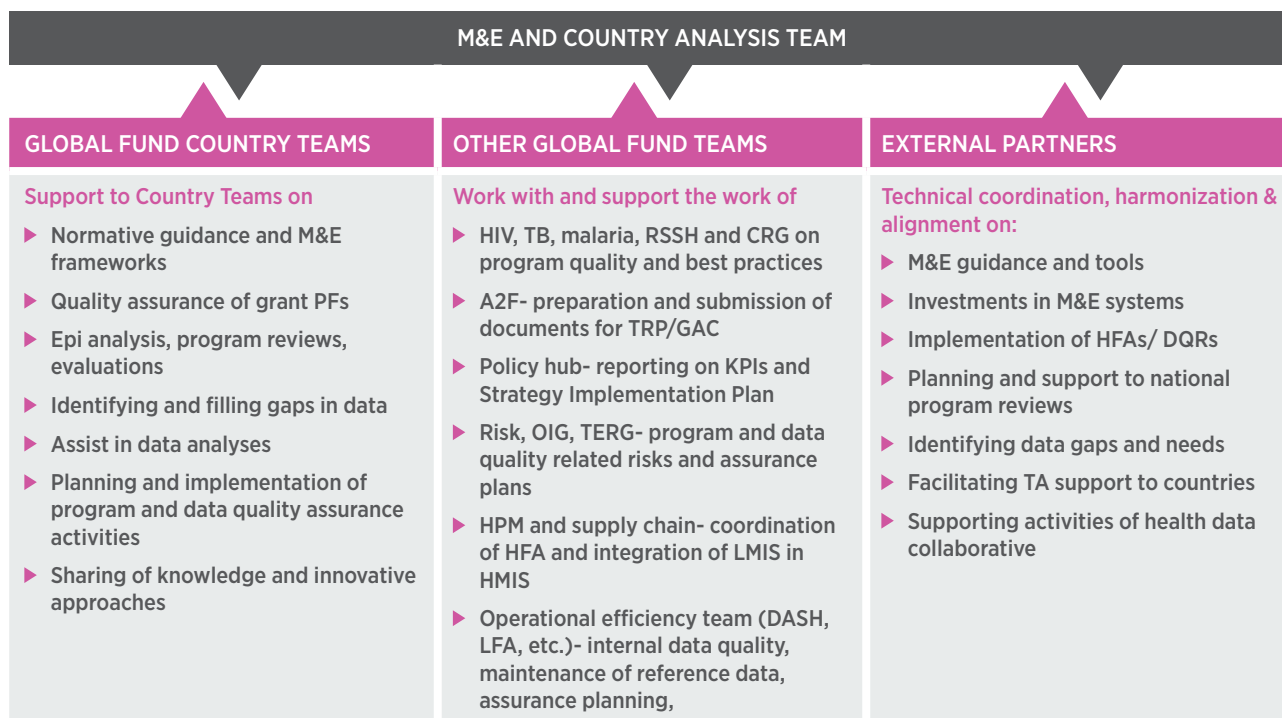 M&E AND COUNTRY ANALYSIS TEAM
GLOBAL FUND COUNTRY TEAMS
Support to Country Teams on
Normative guidance and M&E
frameworks
Quality assurance of grant PFs
Epi analysis, program reviews,
evaluations
Identifying and filling gaps in data
Assist in data analyses
Planning and implementation of
program and data quality assurance
activities
Sharing of knowledge and innovative
approaches
OTHER GLOBAL FUND TEAMS
Work with and support the work of
HIV, TB, malaria, RSSH and CRG on
program quality and best practices
A2F- preparation and submission of
documents for TRP/GAC
Policy hub- reporting on KPIs and
Strategy Implementation Plan
Risk, OIG, TERG- program and data
quality related risks and assurance
plans
HPM and supply chain- coordination
of HFA and integration of LMIS in
HMIS
Operational efficiency team (DASH,
LFA, etc.)- internal data quality,
maintenance of reference data,
assurance planning,
EXTERNAL PARTNERS
Technical coordination, harmonization &
alignment on:
M&E guidance and tools
Investments in M&E systems
Implementation of HFAs/ DQRs
Planning and support to national
program reviews
Identifying data gaps and needs
Facilitating TA support to countries
Supporting activities of health data
collaborative